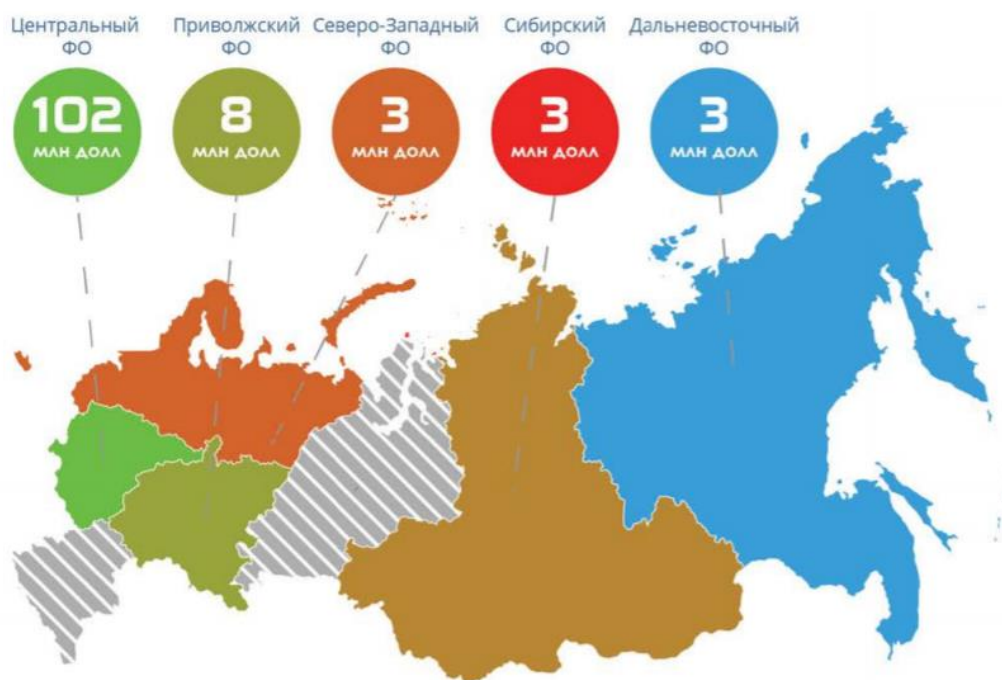 Центральный
ФО
Приволжский
ФО
Северо-Западный
ФО
Сибирский
ФО
Дальневосточный
ФО
102
МЛН ДОЛЛ
8
МЛН ДОЛЛ
3
МЛН ДОЛЛ
3
МЛН ДОЛЛ
3
МЛН ДОЛЛ